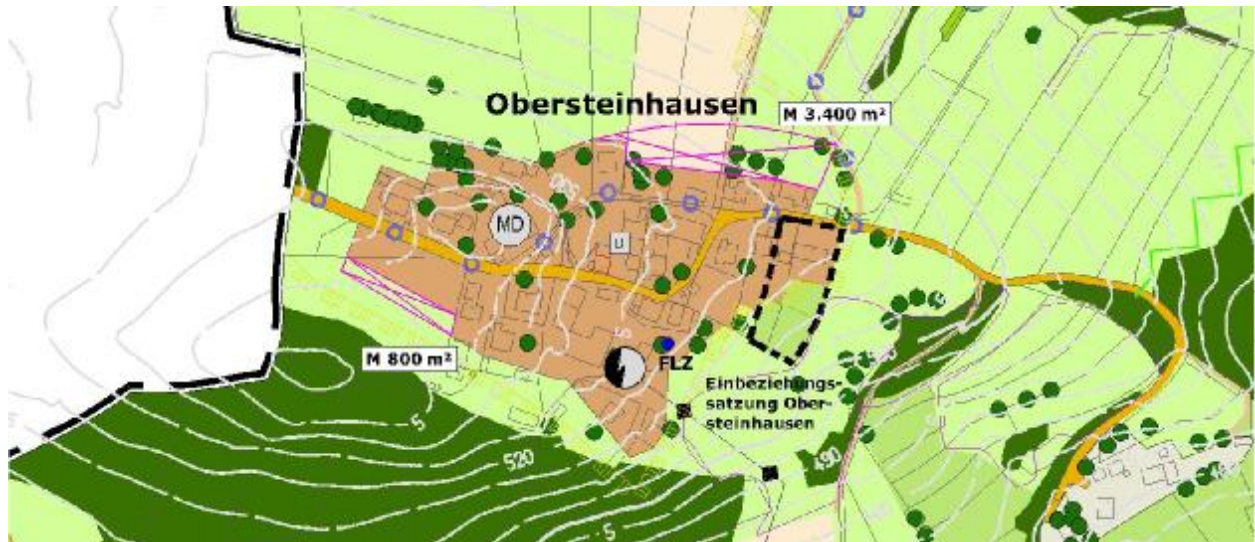 Obersteinhausen
M 3.400 m²
MD
U
M 800 m²
FLZ
Einbeziehungs-
satzung Ober-
steinhausen
5
520
490
5